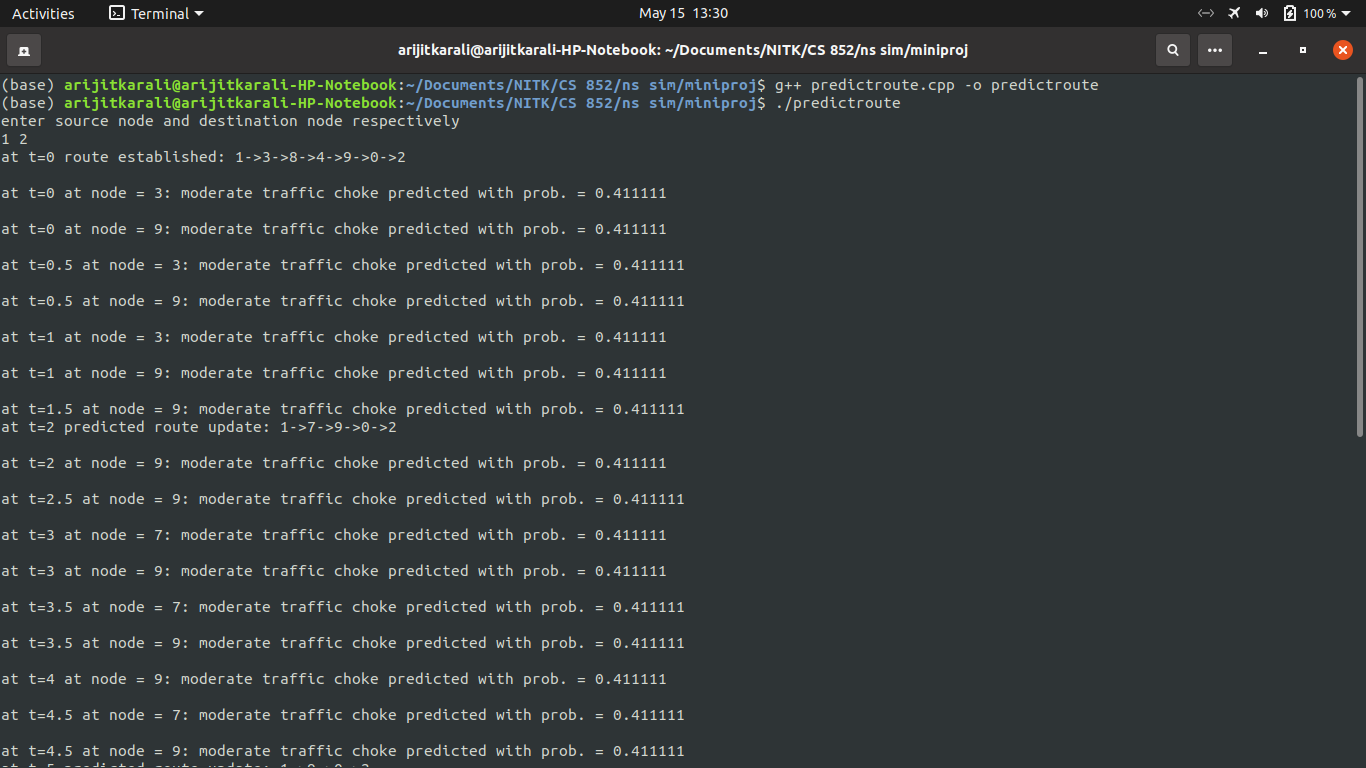 Activities Terminal May 15 13:30 100 %
arijitkarali@arijitkarali-HP-Notebook: ~/Documents/NITK/CS 852/ns sim/miniproj
(base) arijitkarali@arijitkarali-HP-Notebook:~/Documents/NITK/CS 852/ns sim/miniproj$ g++ predictroute.cpp -o predictroute
(base) arijitkarali@arijitkarali-HP-Notebook:~/Documents/NITK/CS 852/ns sim/miniproj$ ./predictroute
enter source node and destination node respectively
1 2
at t=0 route established: 1->3->8->4->9->0->2
at t=0 at node = 3: moderate traffic choke predicted with prob. = 0.411111
at t=0 at node = 9: moderate traffic choke predicted with prob. = 0.411111
at t=0.5 at node = 3: moderate traffic choke predicted with prob. = 0.411111
at t=0.5 at node = 9: moderate traffic choke predicted with prob. = 0.411111
at t=1 at node = 3: moderate traffic choke predicted with prob. = 0.411111
at t=1 at node = 9: moderate traffic choke predicted with prob. = 0.411111
at t=1.5 at node = 9: moderate traffic choke predicted with prob. = 0.411111
at t=2 predicted route update: 1->7->9->0->2
at t=2 at node = 9: moderate traffic choke predicted with prob. = 0.411111
at t=2.5 at node = 9: moderate traffic choke predicted with prob. = 0.411111
at t=3 at node = 7: moderate traffic choke predicted with prob. = 0.411111
at t=3 at node = 9: moderate traffic choke predicted with prob. = 0.411111
at t=3.5 at node = 7: moderate traffic choke predicted with prob. = 0.411111
at t=3.5 at node = 9: moderate traffic choke predicted with prob. = 0.411111
at t=4 at node = 9: moderate traffic choke predicted with prob. = 0.411111
at t=4.5 at node = 7: moderate traffic choke predicted with prob. = 0.411111
at t=4.5 at node = 9: moderate traffic choke predicted with prob. = 0.411111
predicted route update: